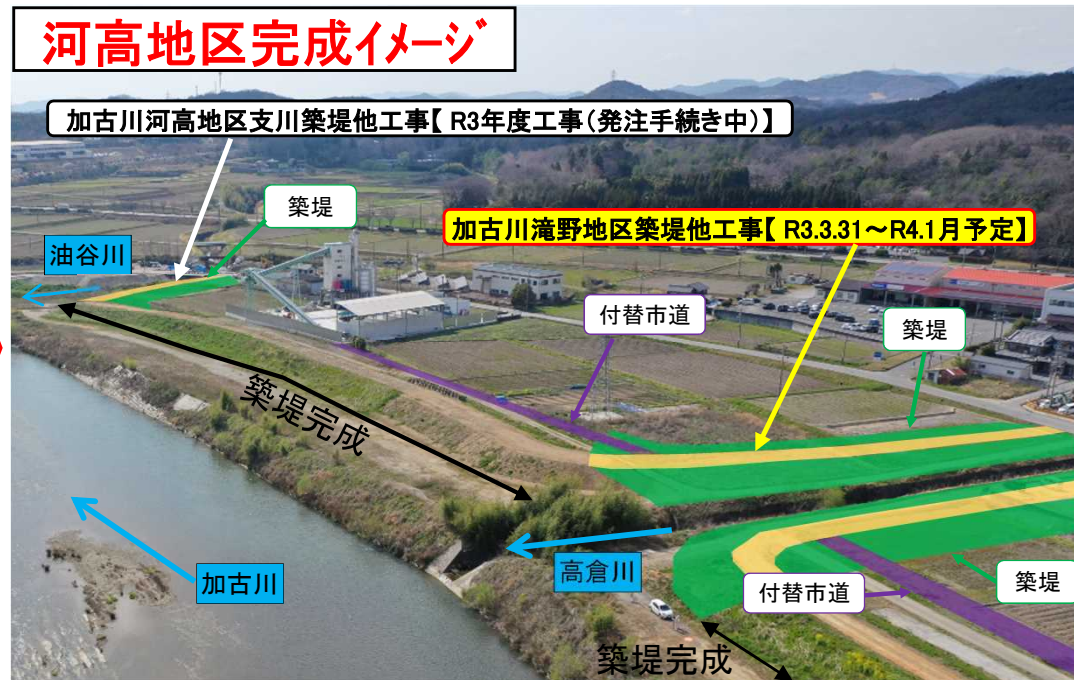 河高地区完成イメージ
加古川河高地区支川築堤他工事【 R3年度工事(発注手続き中)】
築堤
加古川滝野地区築堤他工事【 R3.3.31～R4.1月予定】
油谷川
付替市道
築堤
築堤完成
加古川
高倉川
付替市道
築堤
築堤完成